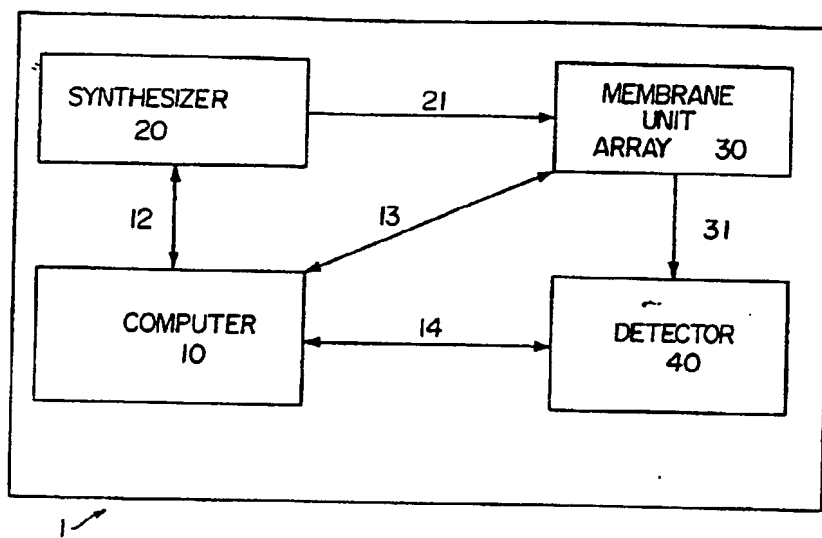 SYNTHESIZER
20
21
MEMBRANE
UNIT
ARRAY 30
12
13
31
COMPUTER
10
14
DETECTOR
40
1